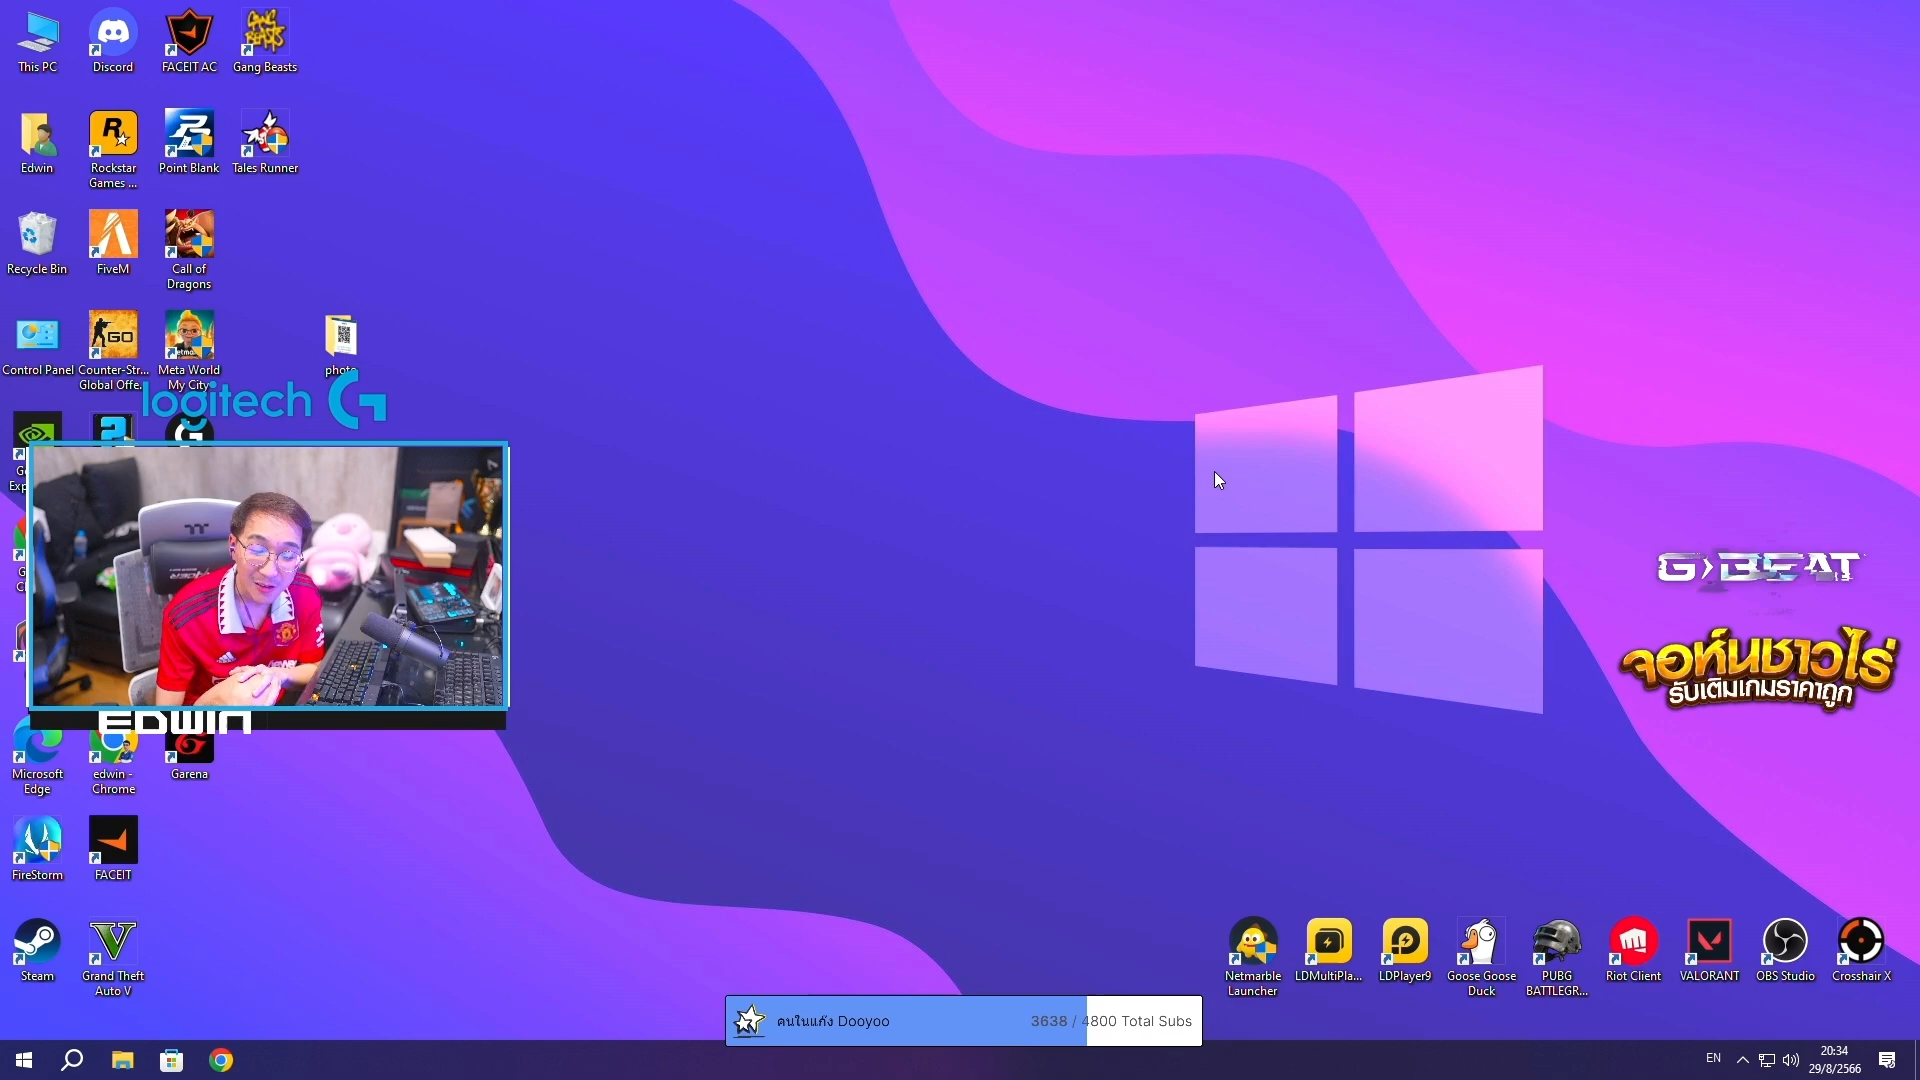 This PC
Discord
FACEIT AC
Gang Beasts
Edwin
Rockstar
Games ...
Point Blank
Tales Runner
Recycle Bin
FiveM
Call of
Dragons
Control Panel
Counter-Str...
Global Offe...
Meta World
My City
photo
logitech G
EDWIN
Microsoft
Edge
edwin -
Chrome
Garena
FireStorm
FACEIT
Steam
Grand Theft
Auto V
G>BEAT
จอห์นชาวไร่
รับเติมเกมราคาถูก
Netmarble
Launcher
LDMultiPla...
LDPlayer9
Goose Goose
Duck
PUBG
BATTLEGR...
Riot Client
VALORANT
OBS Studio
Crosshair X
คนในแก๊ง Dooyoo
3638 / 4800 Total Subs
EN
20:34
29/8/2566